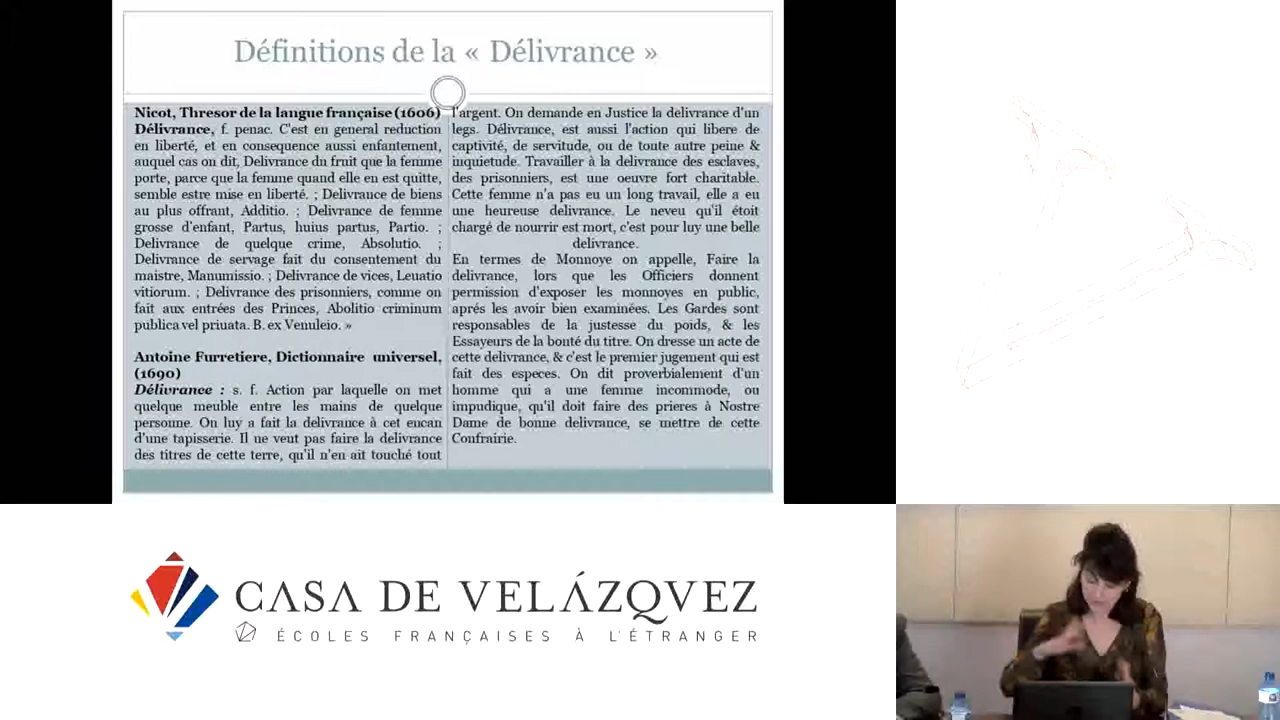 Définitions de la « Délivrance »
Nicot, Thresor de la langue française (1606)
Délivrance, f. penac. C'est en general reduction
en liberté, et en consequence aussi enfantement,
auquel cas on dit, Delivrance du fruit que la femme
porte, parce que la femme quand elle en est quitte,
semble estre mise en liberté. ; Delivrance de biens
au plus offrant, Additio. ; Delivrance de femme
grosse d'enfant, Partus, huius partus, Partio. ;
Delivrance de quelque crime, Absolutio. ;
Delivrance de servage fait du consentement du
maistre, Manumissio. ; Delivrance de vices, Leuatio
vitiorum. ; Delivrance des prisonniers, comme on
fait aux entrées des Princes, Abolitio criminum
publica vel priuata. B. ex Venuleio. »
Antoine Furretiere, Dictionnaire universel,
(1690)
Délivrance : s. f. Action par laquelle on met
quelque meuble entre les mains de quelque
personne. On luy a fait la delivrance à cet encan
d'une tapisserie. Il ne veut pas faire la delivrance
des titres de cette terre, qu'il n'en ait touché tout
l'argent. On demande en Justice la delivrance d'un
legs. Délivrance, est aussi l'action qui libere de
captivité, de servitude, ou de toute autre peine &
inquietude. Travailler à la delivrance des esclaves,
des prisonniers, est une oeuvre fort charitable.
Cette femme n'a pas eu un long travail, elle a eu
une heureuse delivrance. Le neveu qu'il étoit
chargé de nourrir est mort, c'est pour luy une belle
delivrance.
En termes de Monnoye on appelle, Faire la
delivrance, lors que les Officiers donnent
permission d'exposer les monnoyes en public,
aprés les avoir bien examinées. Les Gardes sont
responsables de la justesse du poids, & les
Essayeurs de la bonté du titre. On dresse un acte de
cette delivrance, & c'est le premier jugement qui est
fait des especes. On dit proverbialement d'un
homme qui a une femme incommode, ou
impudique, qu'il doit faire des prieres à Nostre
Dame de bonne delivrance, se mettre de cette
Confrairie.
CASA DE VELÁZQVEZ
ÉCOLES FRANÇAISES À L'ÉTRANGER